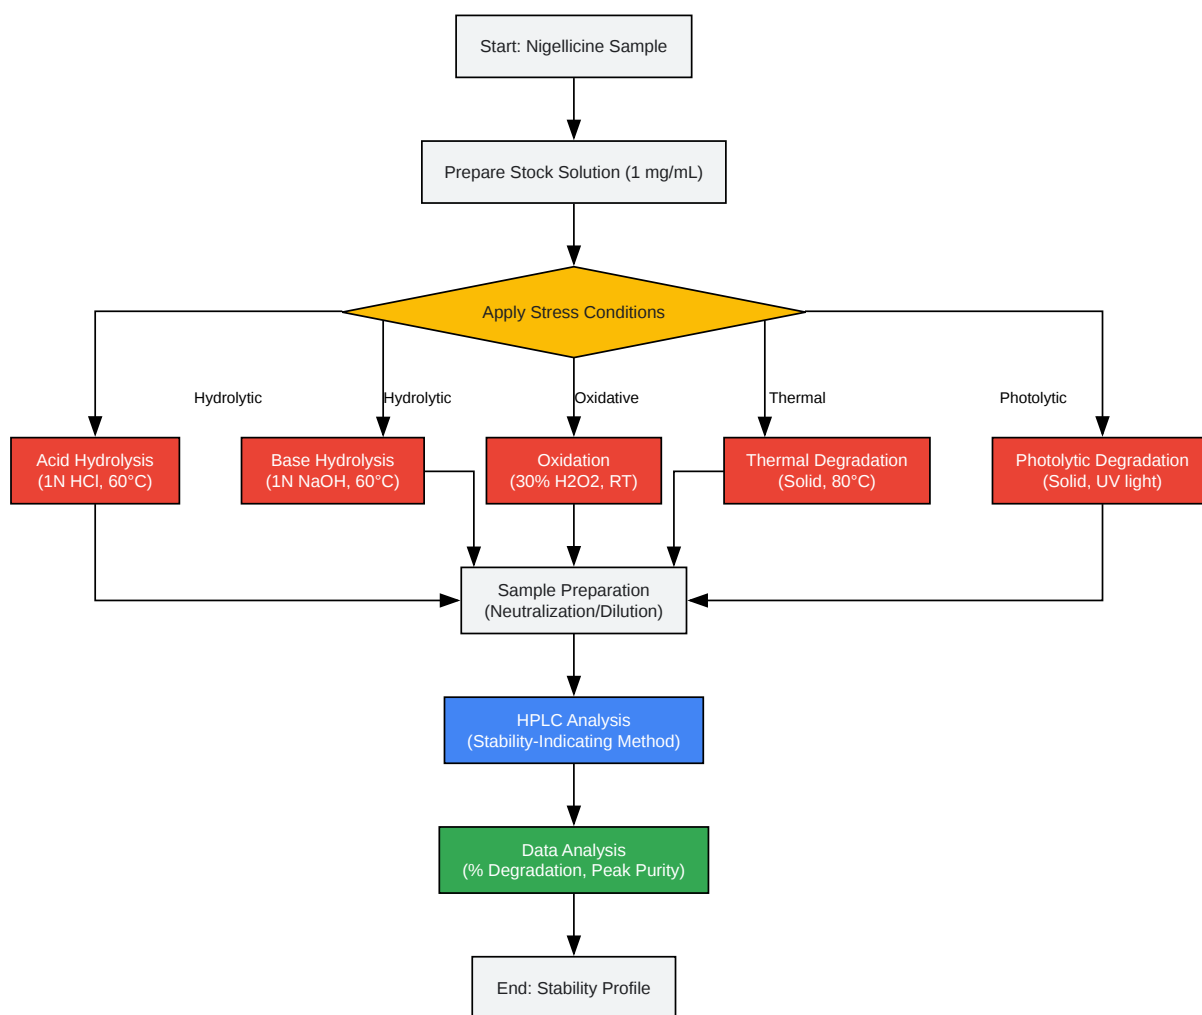 Start: Nigellicine Sample
Prepare Stock Solution (1 mg/mL)
Apply Stress Conditions
Hydrolytic
Hydrolytic
Oxidative
Thermal
Photolytic
Acid Hydrolysis
(1N HCl, 60°C)
Base Hydrolysis
(1N NaOH, 60°C)
Oxidation
(30% H2O2, RT)
Thermal Degradation
(Solid, 80°C)
Photolytic Degradation
(Solid, UV light)
Sample Preparation
(Neutralization/Dilution)
HPLC Analysis
(Stability-Indicating Method)
Data Analysis
(% Degradation, Peak Purity)
End: Stability Profile